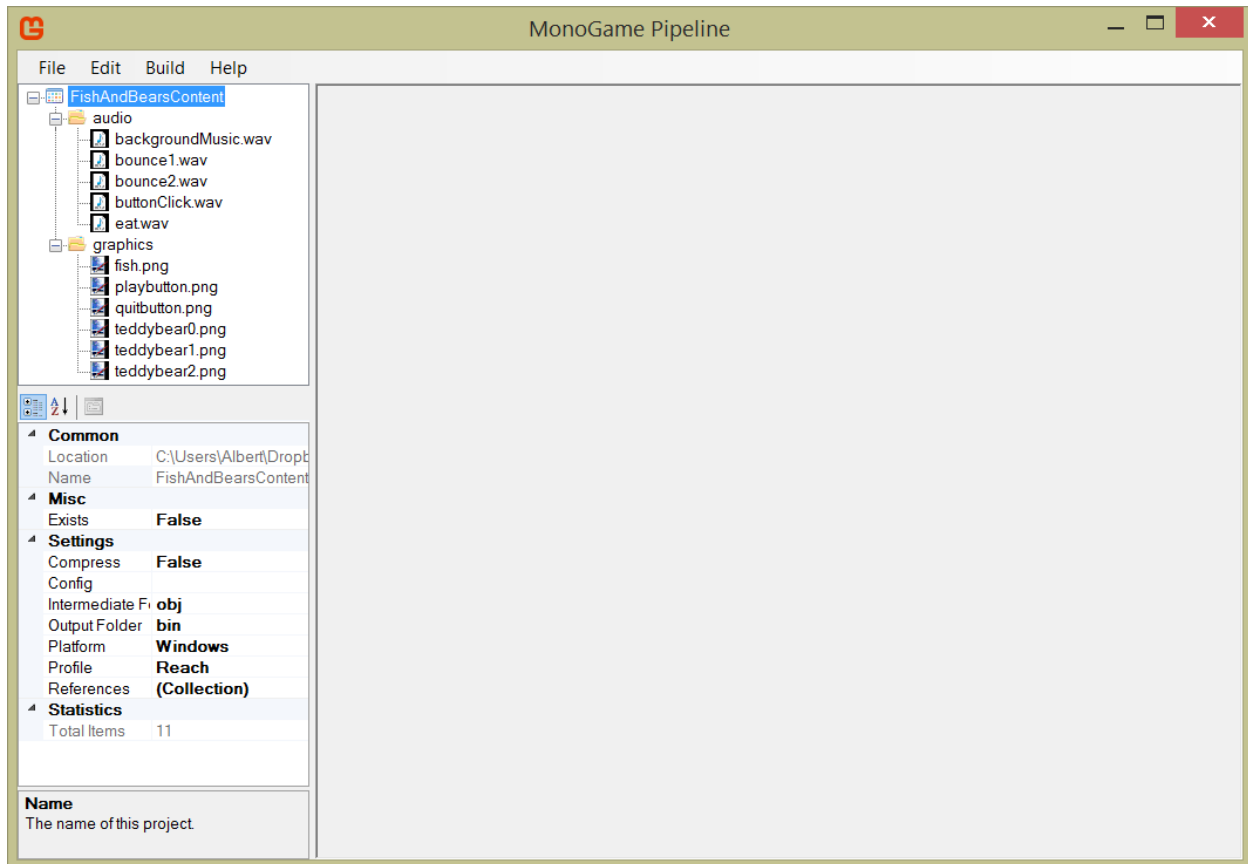 MonoGame Pipeline
File Edit Build Help
FishAndBearsContent
audio
backgroundMusic.wav
bounce1.wav
bounce2.wav
buttonClick.wav
eat.wav
graphics
fish.png
playbutton.png
quitbutton.png
teddybear0.png
teddybear1.png
teddybear2.png
Common
Location C:\Users\Albert\Dropb
Name FishAndBearsContent
Misc
Exists False
Settings
Compress False
Config
Intermediate F obj
Output Folder bin
Platform Windows
Profile Reach
References (Collection)
Statistics
Total Items 11
Name
The name of this project.